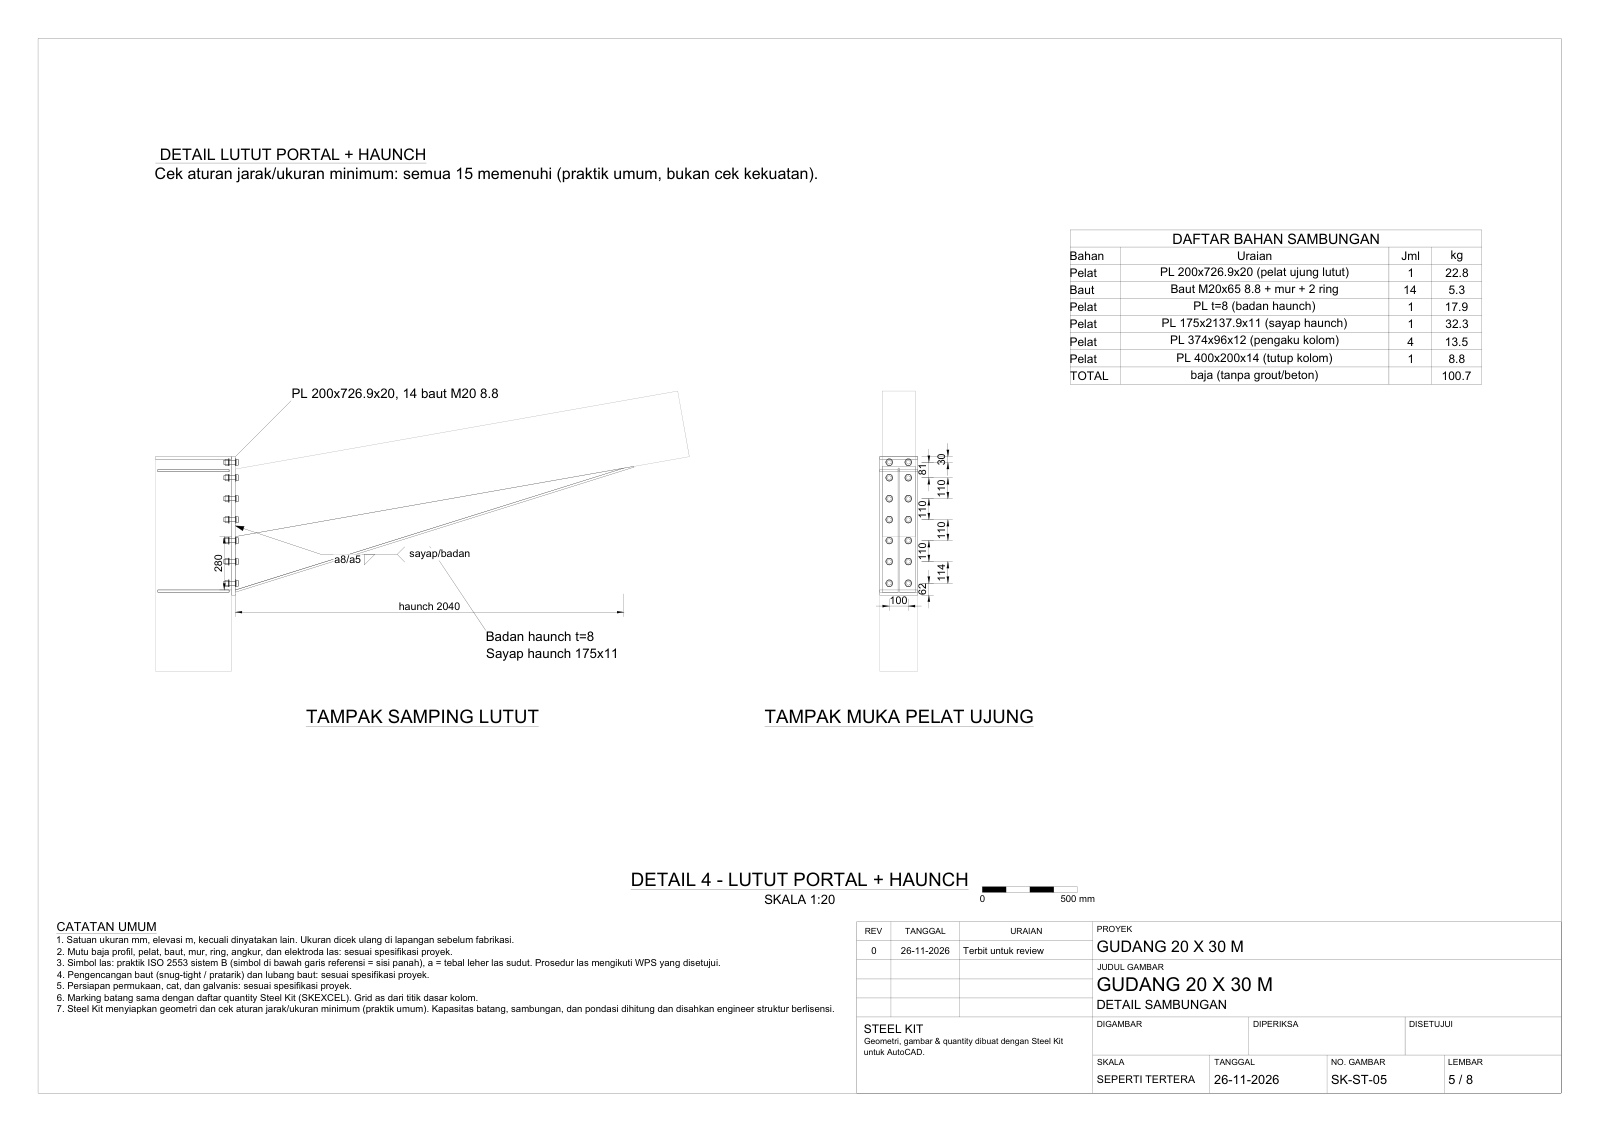 DETAIL LUTUT PORTAL + HAUNCH
Cek aturan jarak/ukuran minimum: semua 15 memenuhi (praktik umum, bukan cek kekuatan).
DAFTAR BAHAN SAMBUNGAN
Bahan Uraian Jml kg
Pelat PL 200x726.9x20 (pelat ujung lutut) 1 22.8
Baut Baut M20x65 8.8 + mur + 2 ring 14 5.3
Pelat PL t=8 (badan haunch) 1 17.9
Pelat PL 175x2137.9x11 (sayap haunch) 1 32.3
Pelat PL 374x96x12 (pengaku kolom) 4 13.5
Pelat PL 400x200x14 (tutup kolom) 1 8.8
TOTAL baja (tanpa grout/beton) 100.7
PL 200x726.9x20, 14 baut M20 8.8
280
a8/a5
sayap/badan
haunch 2040
Badan haunch t=8
Sayap haunch 175x11
30
81
110
110
110
110
114
62
100
TAMPAK SAMPING LUTUT
TAMPAK MUKA PELAT UJUNG
DETAIL 4 - LUTUT PORTAL + HAUNCH
SKALA 1:20
0 500 mm
CATATAN UMUM
1. Satuan ukuran mm, elevasi m, kecuali dinyatakan lain. Ukuran dicek ulang di lapangan sebelum fabrikasi.
2. Mutu baja profil, pelat, baut, mur, ring, angkur, dan elektroda las: sesuai spesifikasi proyek.
3. Simbol las: praktik ISO 2553 sistem B (simbol di bawah garis referensi = sisi panah), a = tebal leher las sudut. Prosedur las mengikuti WPS yang disetujui.
4. Pengencangan baut (snug-tight / pratarik) dan lubang baut: sesuai spesifikasi proyek.
5. Persiapan permukaan, cat, dan galvanis: sesuai spesifikasi proyek.
6. Marking batang sama dengan daftar quantity Steel Kit (SKEXCEL). Grid as dari titik dasar kolom.
7. Steel Kit menyiapkan geometri dan cek aturan jarak/ukuran minimum (praktik umum). Kapasitas batang, sambungan, dan pondasi dihitung dan disahkan engineer struktur berlisensi.
REV TANGGAL URAIAN
0 26-11-2026 Terbit untuk review
STEEL KIT
Geometri, gambar & quantity dibuat dengan Steel Kit
untuk AutoCAD.
PROYEK
GUDANG 20 X 30 M
JUDUL GAMBAR
GUDANG 20 X 30 M
DETAIL SAMBUNGAN
DIGAMBAR DIPERIKSA DISETUJUI
SKALA TANGGAL NO. GAMBAR LEMBAR
SEPERTI TERTERA 26-11-2026 SK-ST-05 5 / 8